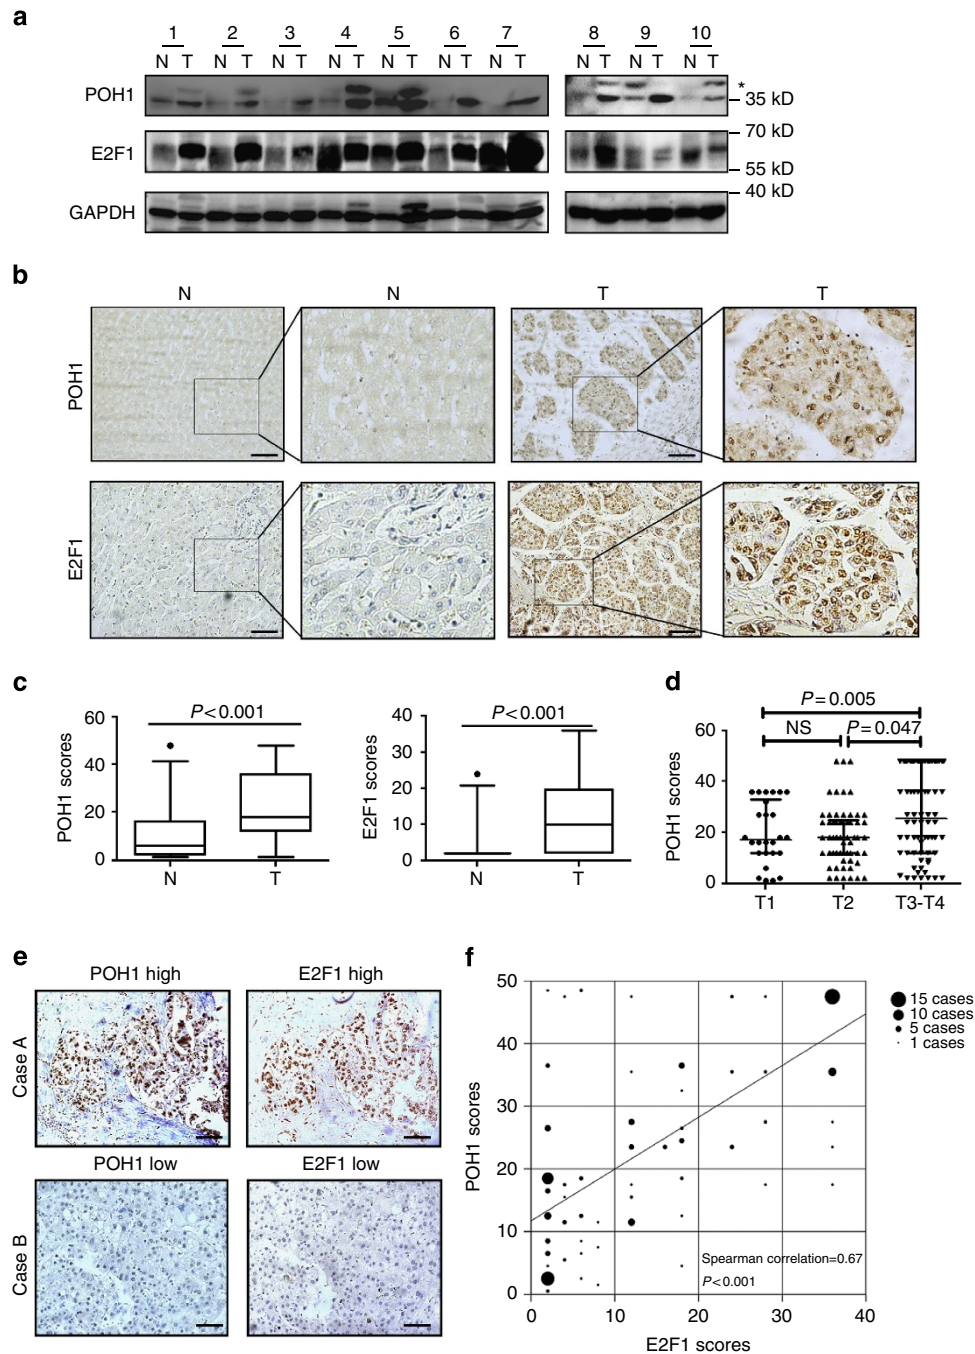 a
1 2 3 4 5 6 7 8 9 10
N T N T N T N T N T N T N T N T N T N T
POH1
*
35 kD
E2F1
70 kD
55 kD
GAPDH
40 kD
b
N N T T
POH1
E2F1
c
POH1 scores
60
40
20
0
P<0.001
N T
E2F1 scores
40
30
20
10
0
P<0.001
N T
d
POH1 scores
60
40
20
0
P=0.005
NS
P=0.047
T1 T2 T3-T4
e
POH1 high E2F1 high
Case A
POH1 low E2F1 low
Case B
f
POH1 scores
50
40
30
20
10
0
15 cases
10 cases
5 cases
1 cases
Spearman correlation=0.67
P<0.001
0 10 20 30 40
E2F1 scores